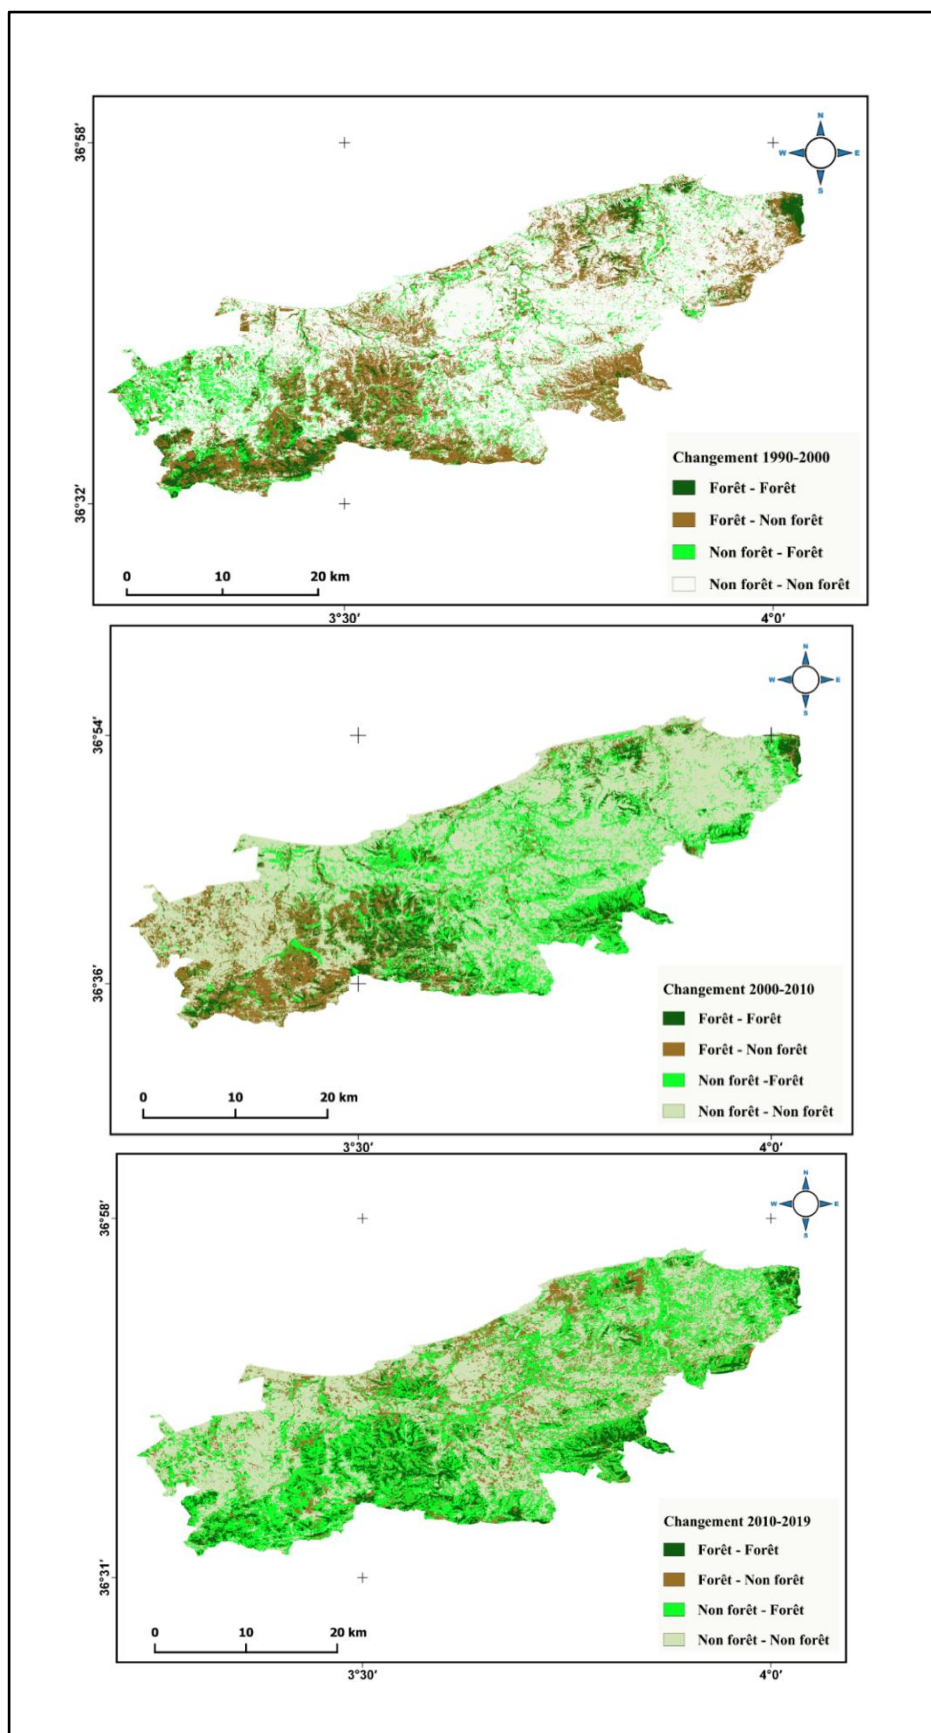 N
W E
S
36°58'
36°32'
Changement 1990-2000
Forêt - Forêt
Forêt - Non forêt
Non forêt - Forêt
Non forêt - Non forêt
0 10 20 km
3°30' 4°0'
N
W E
S
36°54'
36°36'
Changement 2000-2010
Forêt - Forêt
Forêt - Non forêt
Non forêt -Forêt
Non forêt - Non forêt
0 10 20 km
3°30' 4°0'
N
W E
S
36°58'
36°31'
Changement 2010-2019
Forêt - Forêt
Forêt - Non forêt
Non forêt - Forêt
Non forêt - Non forêt
0 10 20 km
3°30' 4°0'